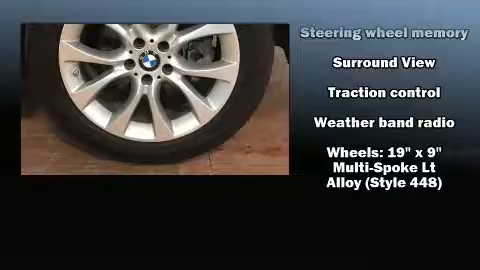 Steering wheel memory
Surround View
Traction control
Weather band radio
Wheels: 19" x 9"
Multi-Spoke Lt
Alloy (Style 448)